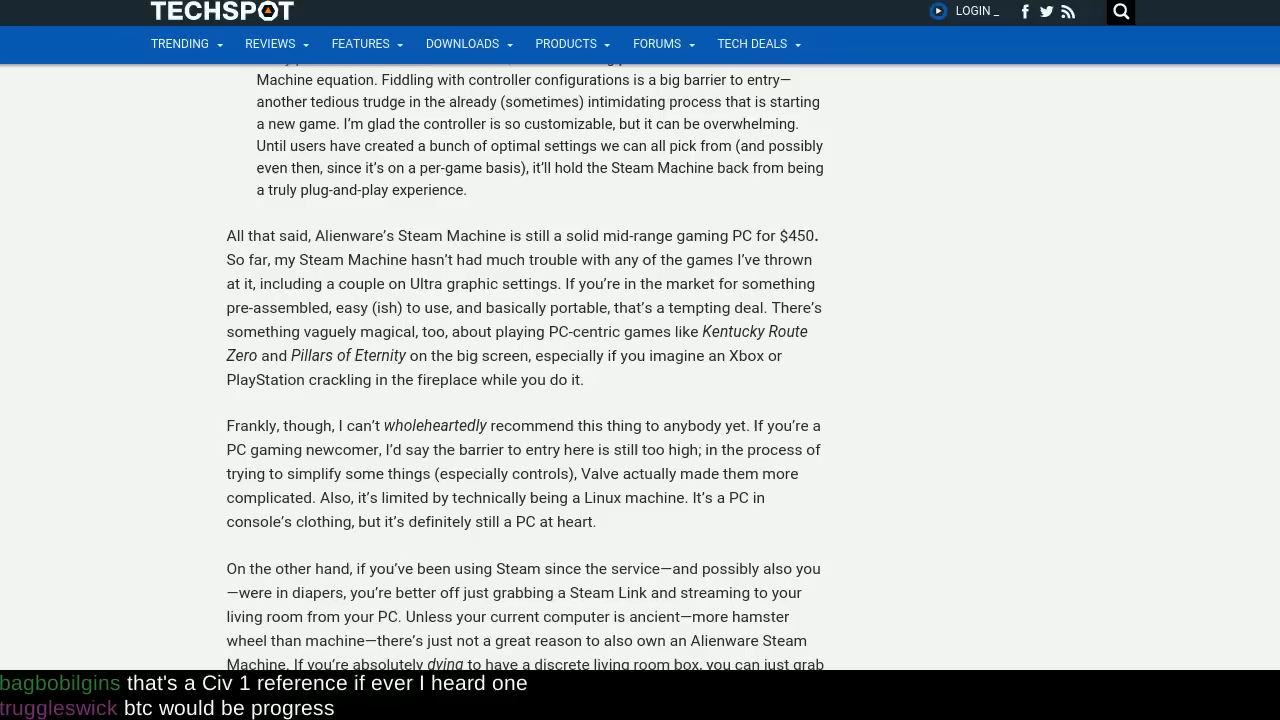 TECHSPOT
LOGIN _
TRENDING
REVIEWS
FEATURES
DOWNLOADS
PRODUCTS
FORUMS
TECH DEALS
Machine equation. Fiddling with controller configurations is a big barrier to entry—
another tedious trudge in the already (sometimes) intimidating process that is starting
a new game. I’m glad the controller is so customizable, but it can be overwhelming.
Until users have created a bunch of optimal settings we can all pick from (and possibly
even then, since it’s on a per-game basis), it’ll hold the Steam Machine back from being
a truly plug-and-play experience.
All that said, Alienware’s Steam Machine is still a solid mid-range gaming PC for $450.
So far, my Steam Machine hasn’t had much trouble with any of the games I’ve thrown
at it, including a couple on Ultra graphic settings. If you’re in the market for something
pre-assembled, easy (ish) to use, and basically portable, that’s a tempting deal. There’s
something vaguely magical, too, about playing PC-centric games like Kentucky Route
Zero and Pillars of Eternity on the big screen, especially if you imagine an Xbox or
PlayStation crackling in the fireplace while you do it.
Frankly, though, I can’t wholeheartedly recommend this thing to anybody yet. If you’re a
PC gaming newcomer, I’d say the barrier to entry here is still too high; in the process of
trying to simplify some things (especially controls), Valve actually made them more
complicated. Also, it’s limited by technically being a Linux machine. It’s a PC in
console’s clothing, but it’s definitely still a PC at heart.
On the other hand, if you’ve been using Steam since the service—and possibly also you
—were in diapers, you’re better off just grabbing a Steam Link and streaming to your
living room from your PC. Unless your current computer is ancient—more hamster
wheel than machine—there’s just not a great reason to also own an Alienware Steam
Machine. If you’re absolutely dying to have a discrete living room box, you can just grab
bagbobilgins that's a Civ 1 reference if ever I heard one
truggleswick btc would be progress